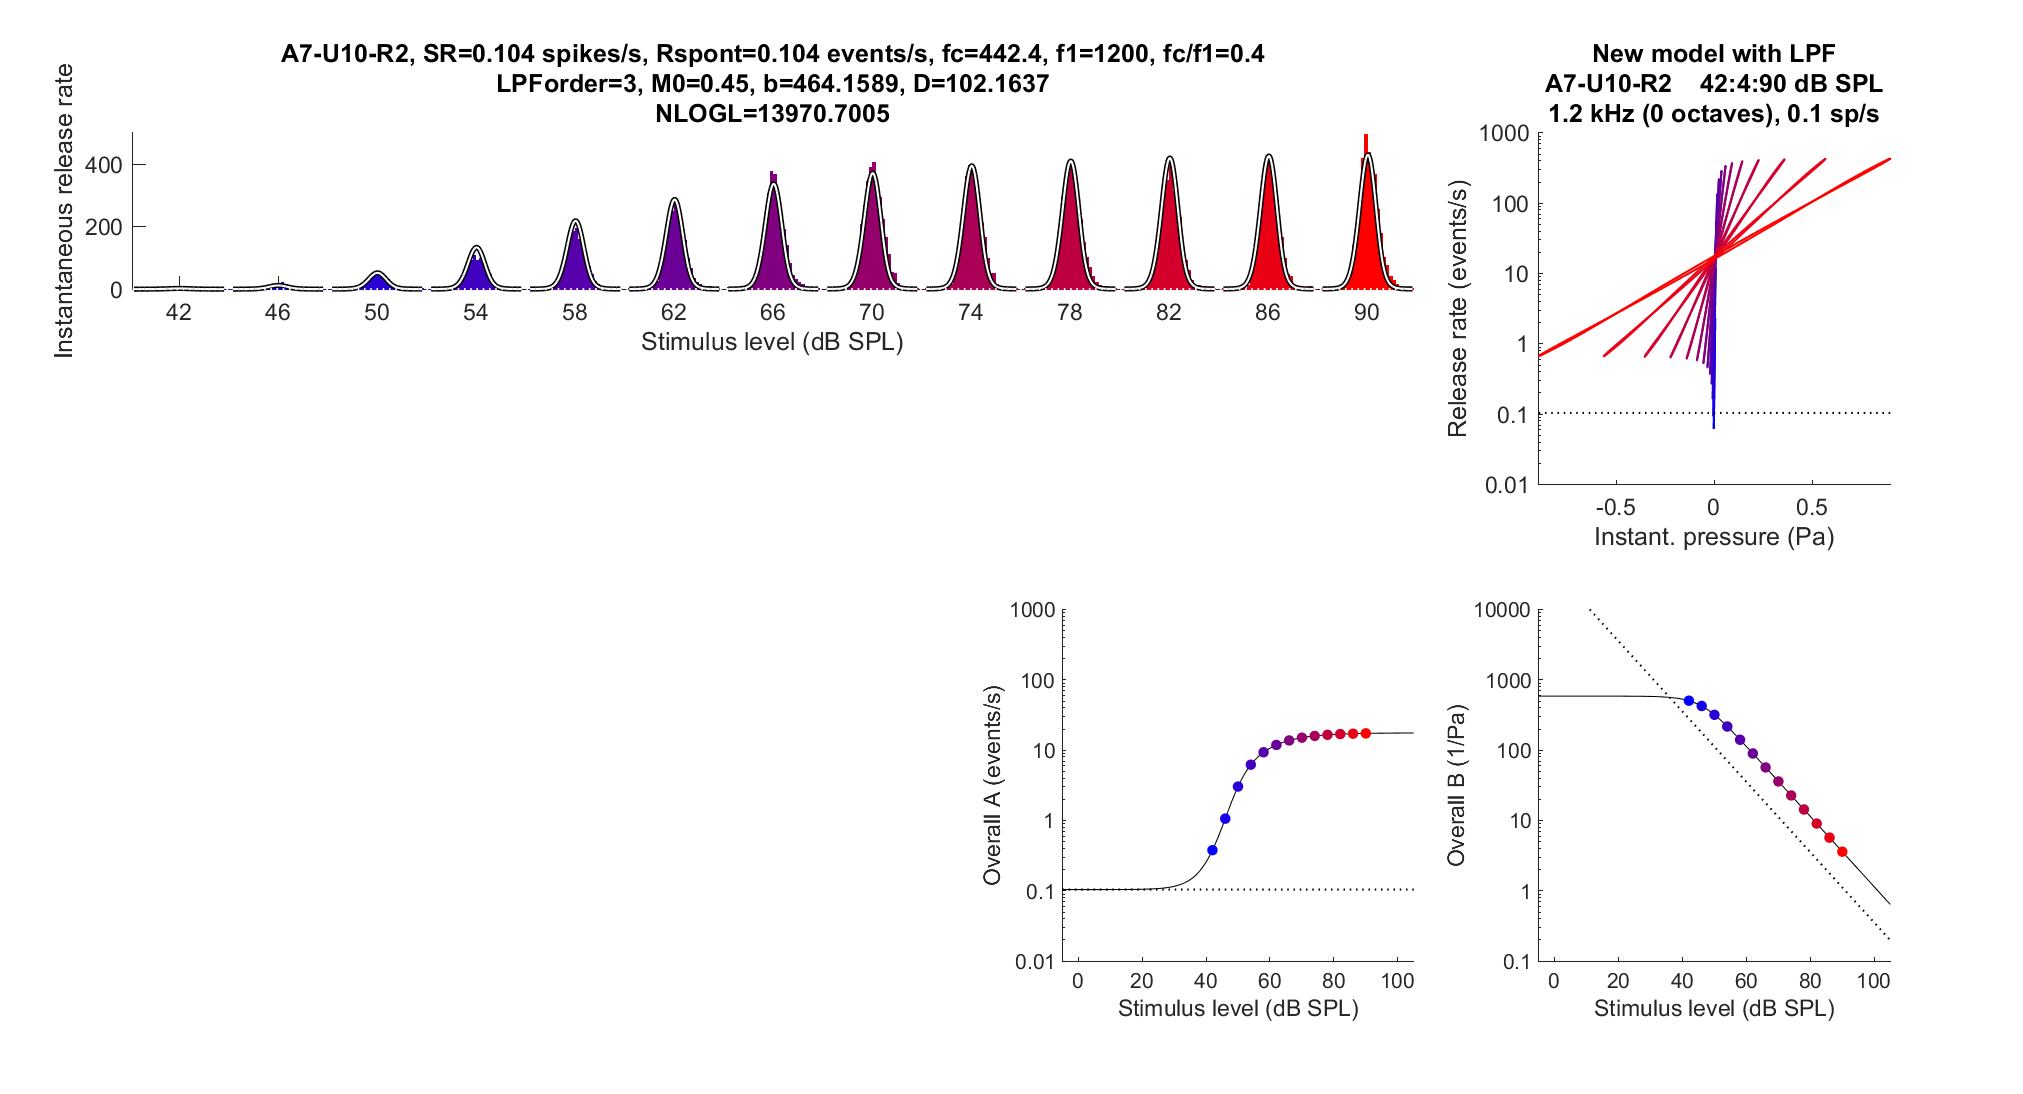 A7-U10-R2, SR=0.104 spikes/s, Rspont=0.104 events/s, fc=442.4, f1=1200, fc/f1=0.4
LPForder=3, M0=0.45, b=464.1589, D=102.1637
NLOGL=13970.7005
Instantaneous release rate
400
200
0
42 46 50 54 58 62 66 70 74 78 82 86 90
Stimulus level (dB SPL)
New model with LPF
A7-U10-R2 42:4:90 dB SPL
1.2 kHz (0 octaves), 0.1 sp/s
Release rate (events/s)
1000
100
10
1
0.1
0.01
-0.5 0 0.5
Instant. pressure (Pa)
Overall A (events/s)
1000
100
10
1
0.1
0.01
0 20 40 60 80 100
Stimulus level (dB SPL)
Overall B (1/Pa)
10000
1000
100
10
1
0.1
0 20 40 60 80 100
Stimulus level (dB SPL)